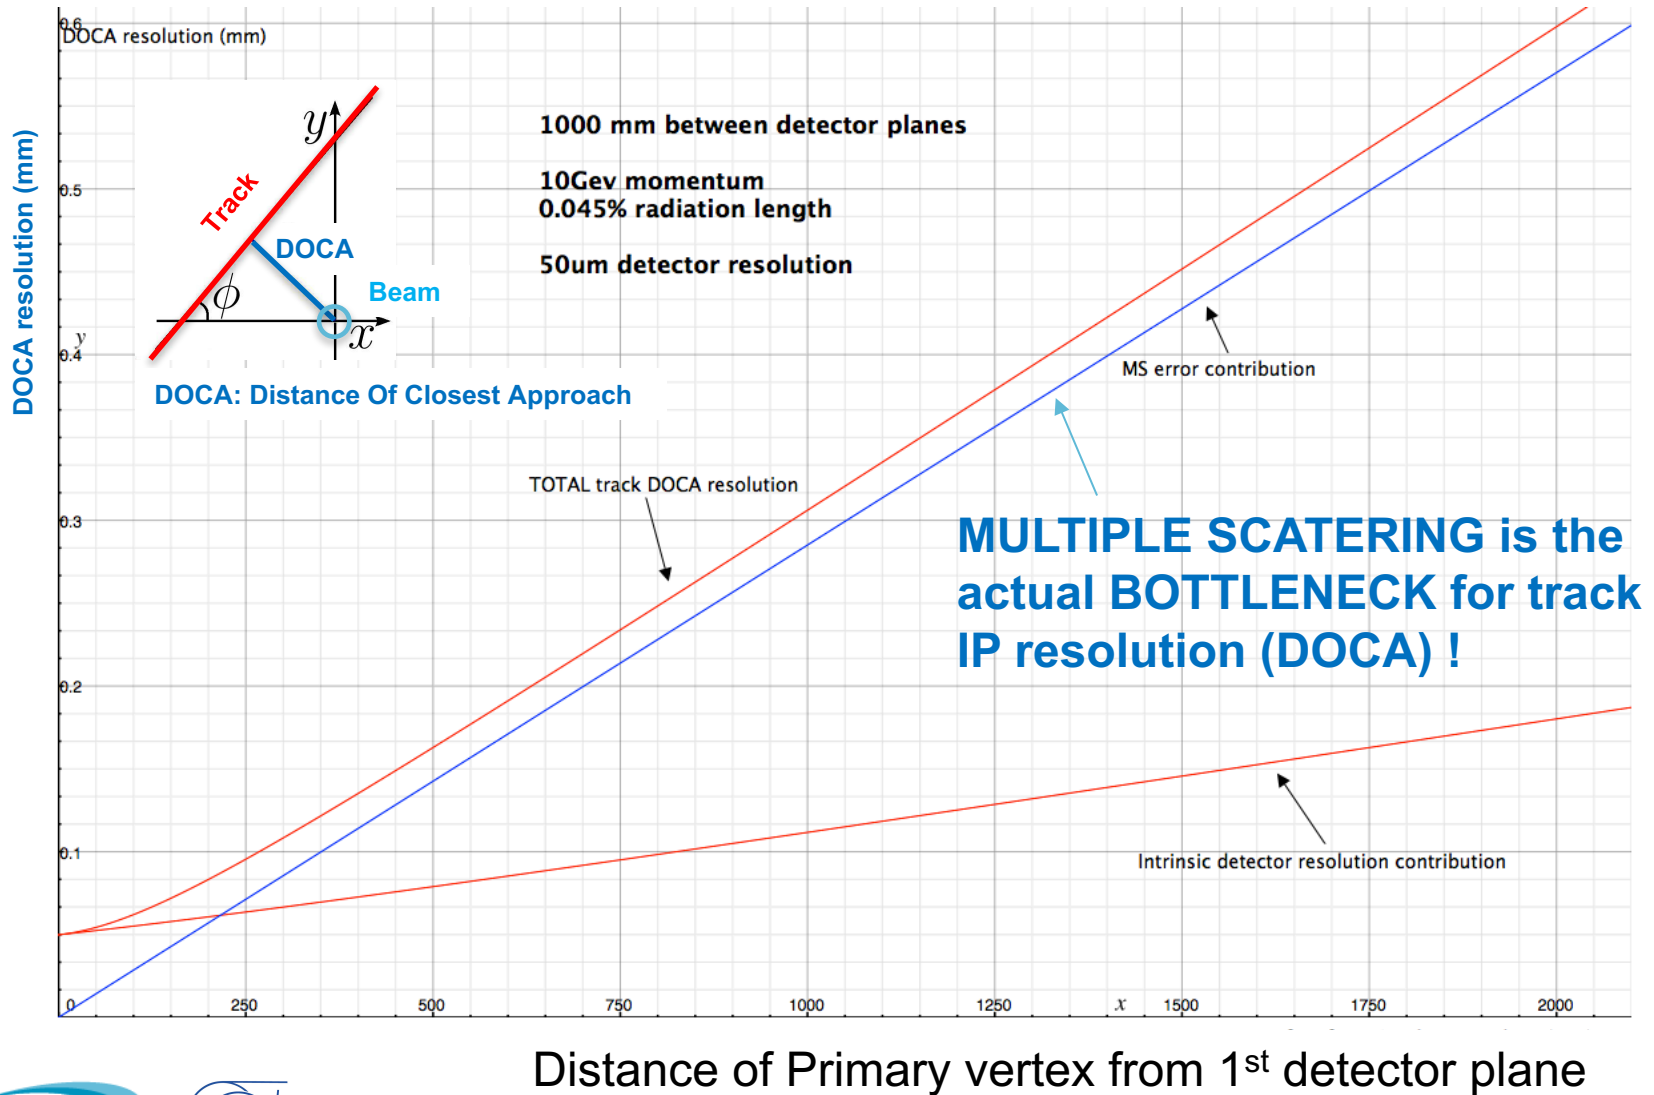 0.6
DOCA resolution (mm)
DOCA resolution (mm)
y
1000 mm between detector planes
Track
10Gev momentum
0.5
0.045% radiation length
DOCA
50um detector resolution
ϕ
Beam
x
y
0.4
MS error contribution
DOCA: Distance Of Closest Approach
TOTAL track DOCA resolution
0.3
MULTIPLE SCATERING is the
actual BOTTLENECK for track
IP resolution (DOCA) !
0.2
0.1
Intrinsic detector resolution contribution
0 250 500 750 1000 1250 x 1500 1750 2000
Distance of Primary vertex from 1st detector plane